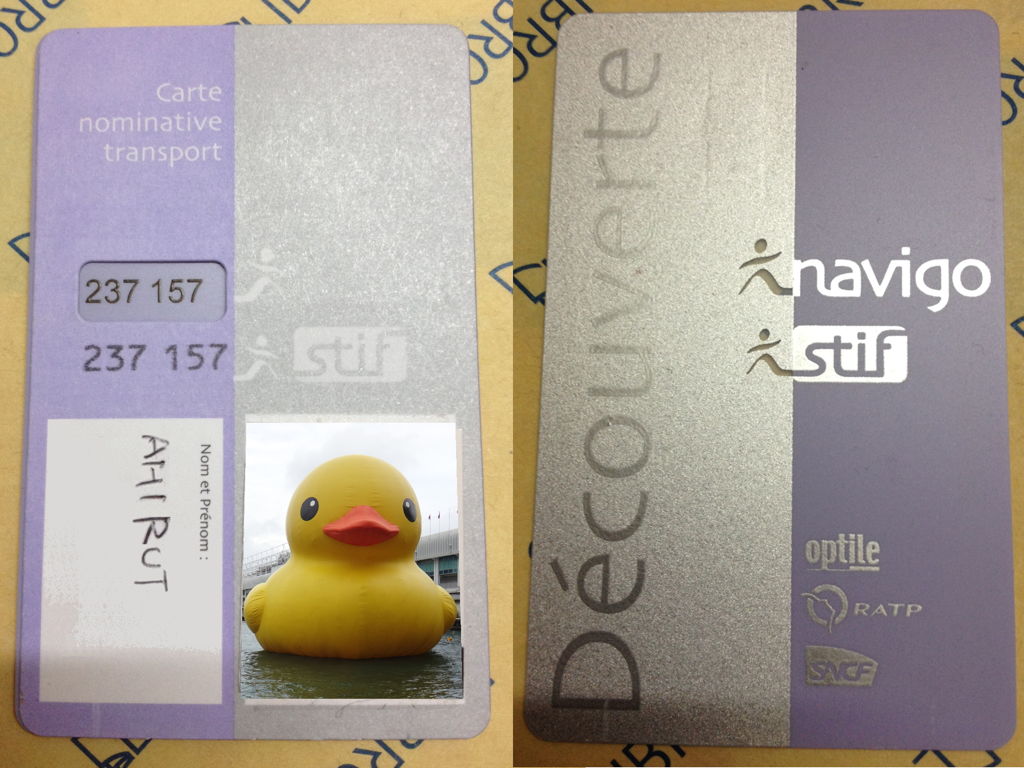 Carte
nominative
transport
237 157
237 157
stif
Nom et Prénom :
AHI RUT
Découverte
navigo
stif
optile
RATP
SNCF